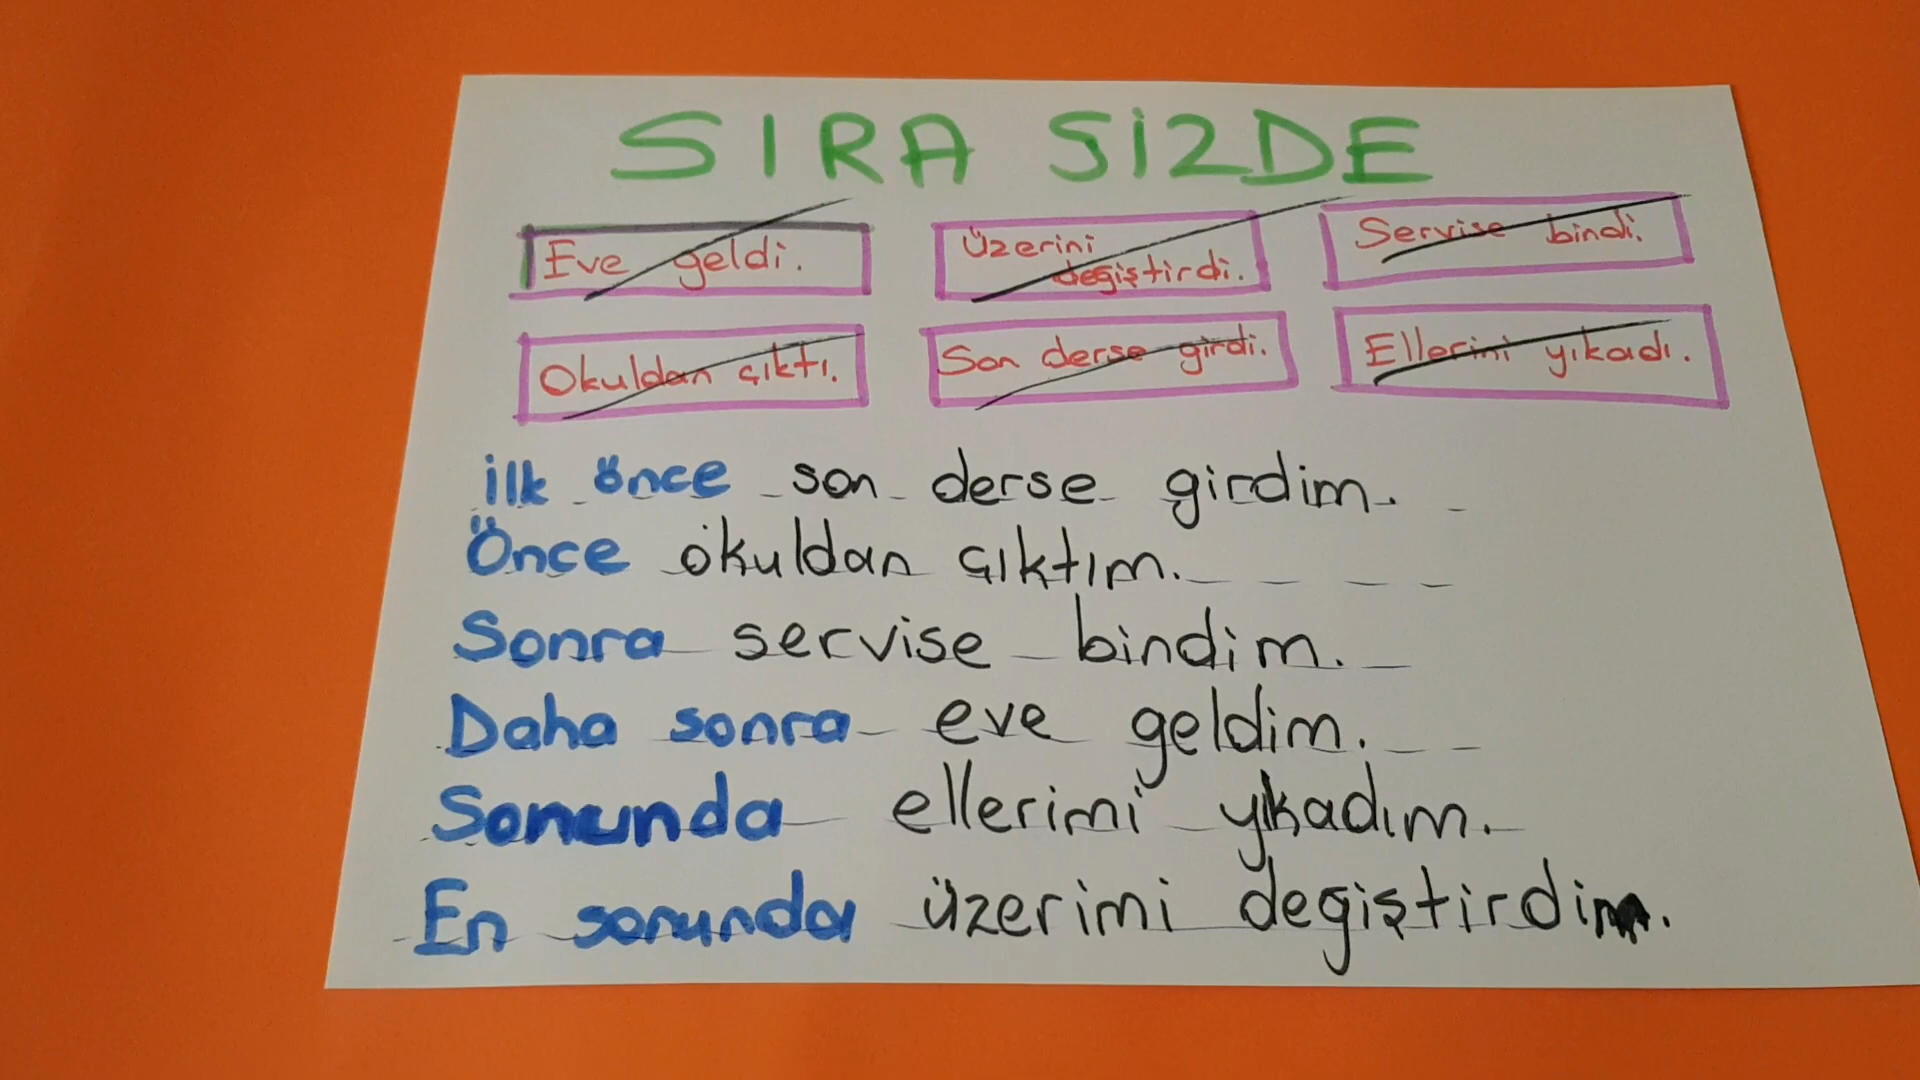 SIRA SİZDE
Eve geldi.
Üzerini
değiştirdi.
Servise bindi.
Okuldan çıktı.
Son derse girdi.
Ellerini yıkadı.
İlk önce son derse girdim.
Önce okuldan çıktım.
Sonra servise bindim.
Daha sonra eve geldim.
Sonunda ellerimi yıkadım.
En sonunda üzerimi değiştirdim.